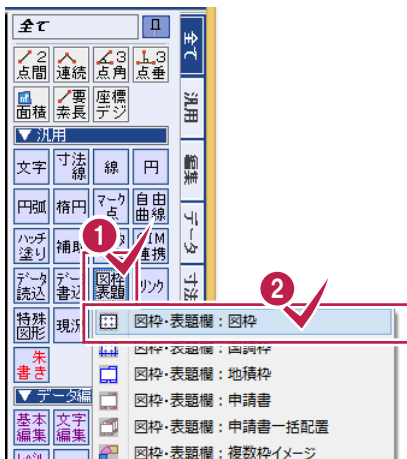 全て
2 点間
連続
3 点角
3 点垂
面積
要素長
座標デジ
▼汎用
文字
寸法線
線
円
円弧
楕円
マーク点
自由曲線
ハッチ塗り
補助
連携
データ読込
データ書込
図枠表題
リンク
特殊図形
現況
朱書き
▼データ編
基本編集
文字編集
全て
汎用
編集
データ
寸法
1
2
図枠・表題欄：図枠
図枠・表題欄：国調枠
図枠・表題欄：地積枠
図枠・表題欄：申請書
図枠・表題欄：申請書一括配置
図枠・表題欄：複数枠イメージ